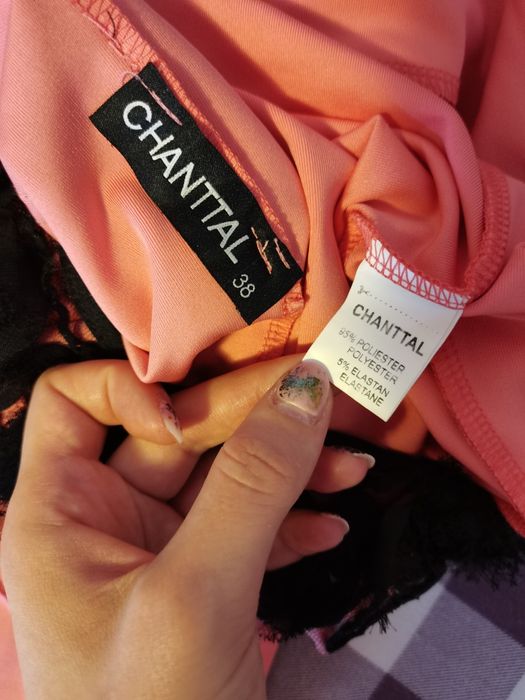 CHANTTAL
38
CHANTTAL
95% POLIESTER
POLYESTER
5% ELASTAN
ELASTANE